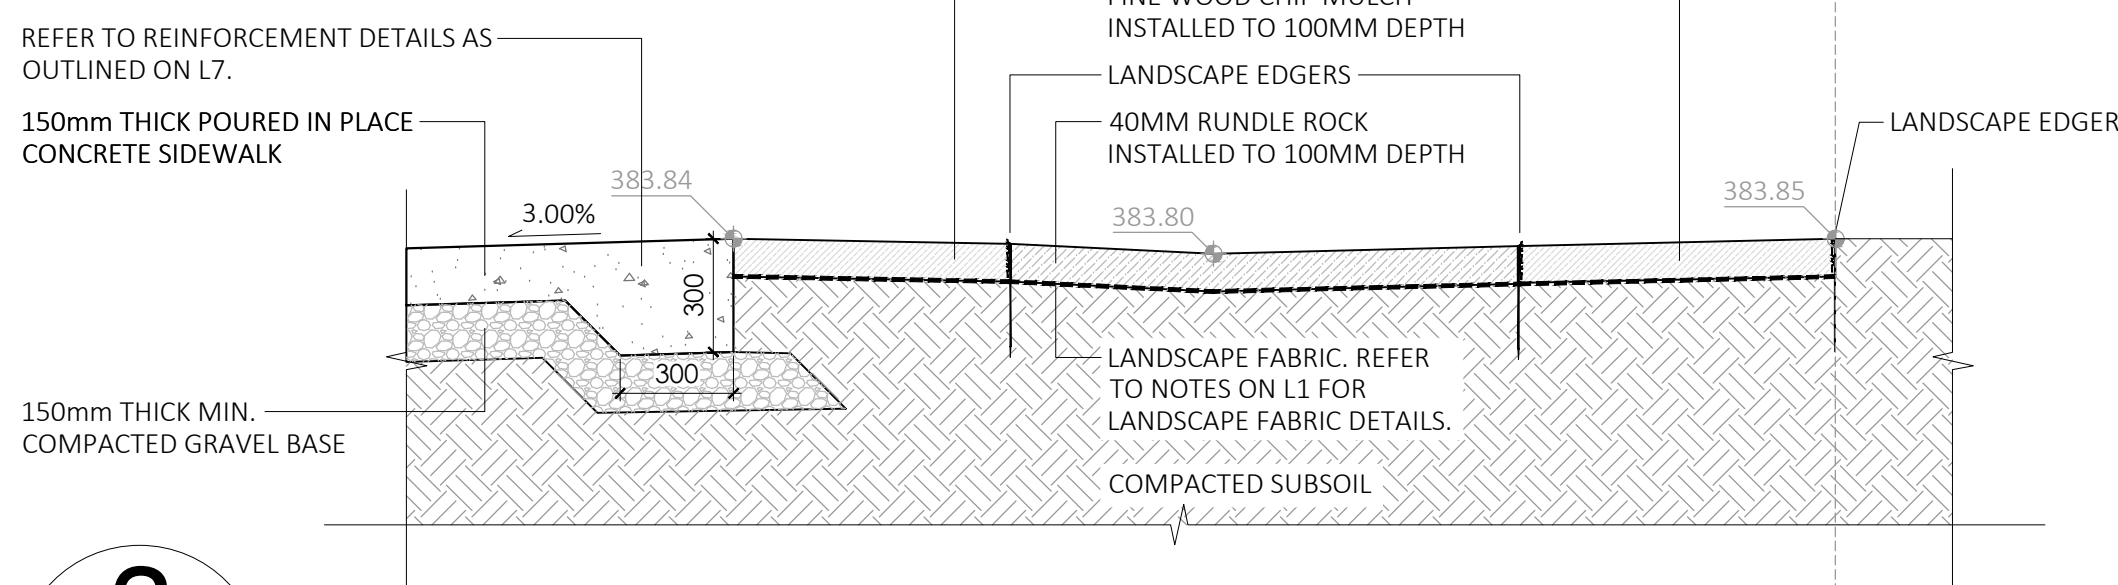 FINE WOOD CHIP MULCH
INSTALLED TO 100MM DEPTH
REFER TO REINFORCEMENT DETAILS AS
OUTLINED ON L7.
LANDSCAPE EDGERS
150mm THICK POURED IN PLACE
CONCRETE SIDEWALK
40MM RUNDLE ROCK
INSTALLED TO 100MM DEPTH
LANDSCAPE EDGER
383.84
3.00%
383.80
383.85
300
300
LANDSCAPE FABRIC. REFER
TO NOTES ON L1 FOR
LANDSCAPE FABRIC DETAILS.
150mm THICK MIN.
COMPACTED GRAVEL BASE
COMPACTED SUBSOIL